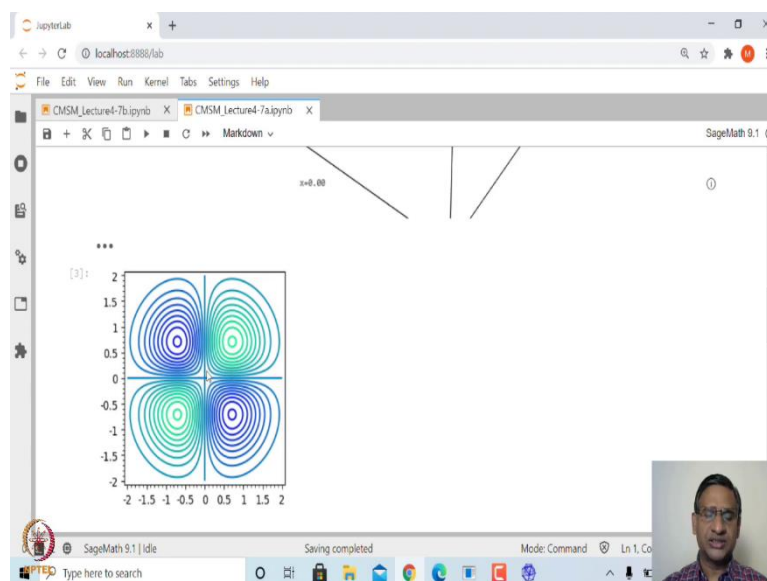 JupyterLab
localhost:8888/lab
M
File Edit View Run Kernel Tabs Settings Help
CMSM_Lecture4-7b.ipynb
CMSM_Lecture4-7a.ipynb
Markdown
SageMath 9.1
x=0.00
[3]:
2
1.5
1
0.5
0
-0.5
-1
-1.5
-2
-2 -1.5 -1 -0.5 0 0.5 1 1.5 2
SageMath 9.1 | Idle
Saving completed
Mode: Command
Ln 1, Co
NPTEL
Type here to search